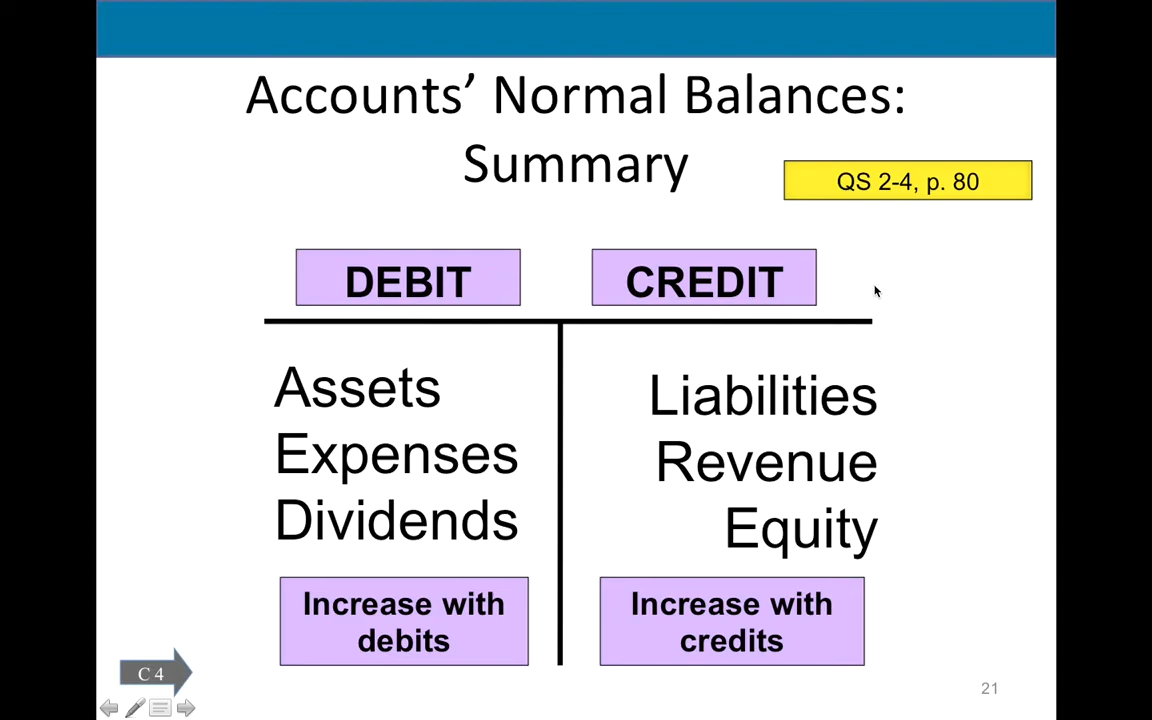 Accounts’ Normal Balances:
Summary
QS 2-4, p. 80
DEBIT
CREDIT
Assets
Expenses
Dividends
Liabilities
Revenue
Equity
Increase with
debits
Increase with
credits
C 4
21